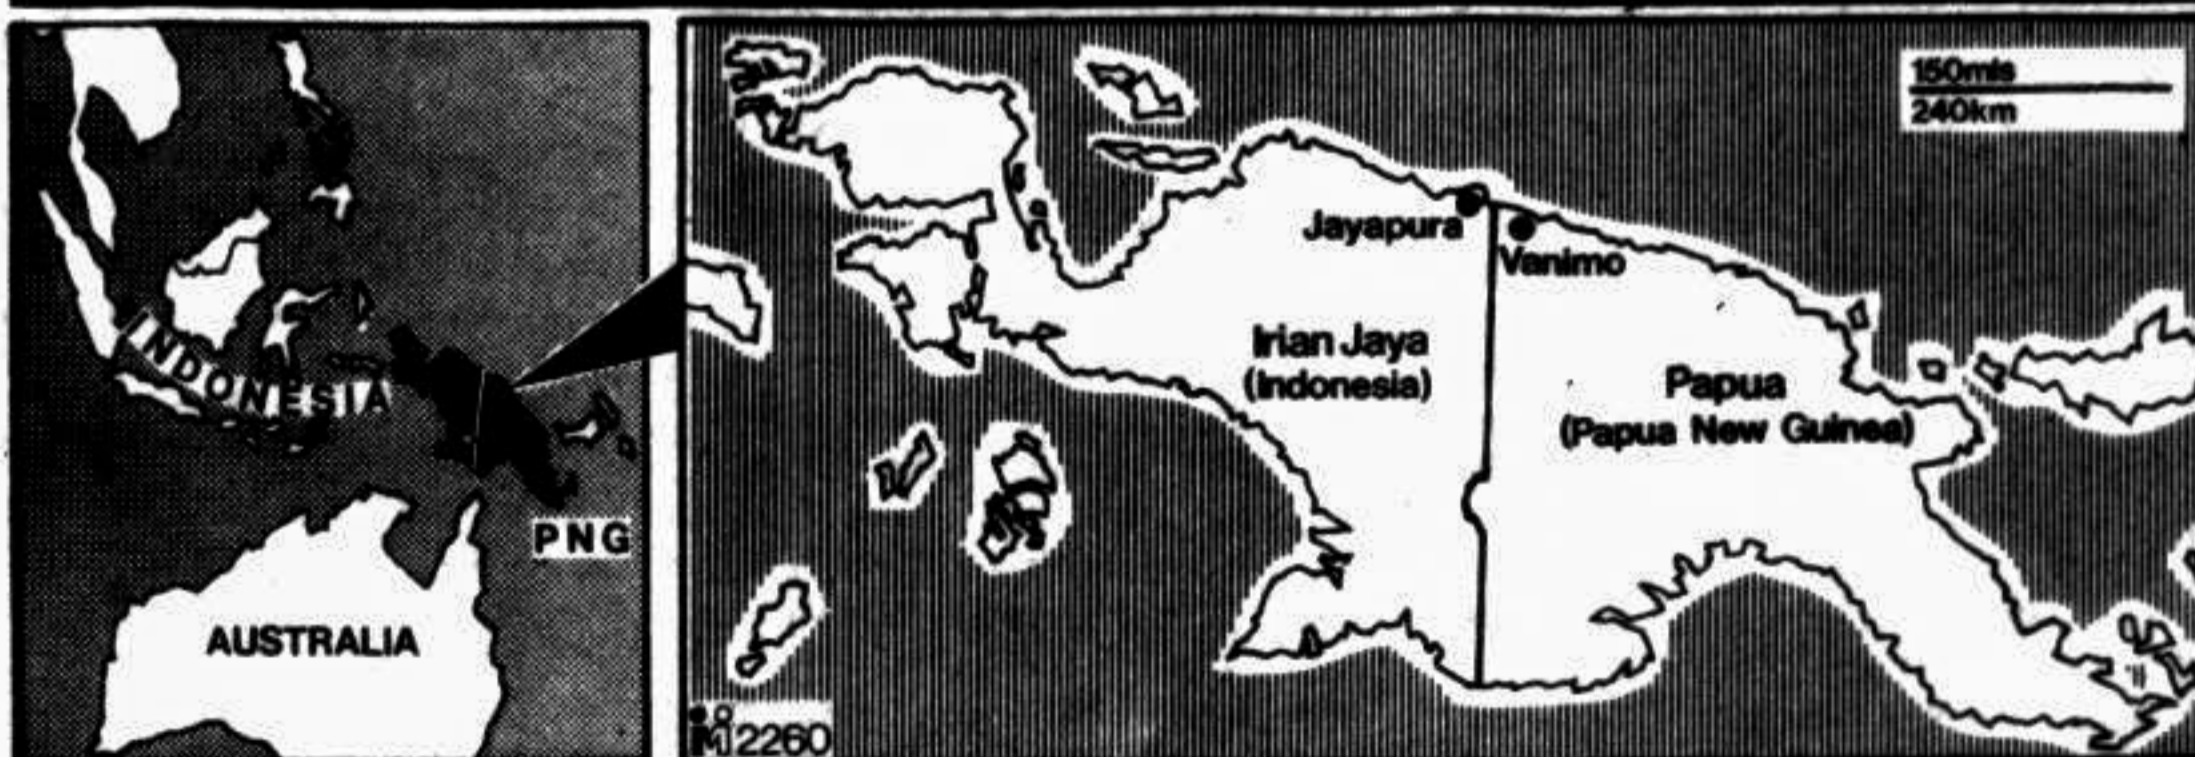 INDONESIA
PNG
AUSTRALIA
150mls
240km
Jayapura
Vanimo
Irian Jaya
(Indonesia)
Papua
(Papua New Guinea)
2260